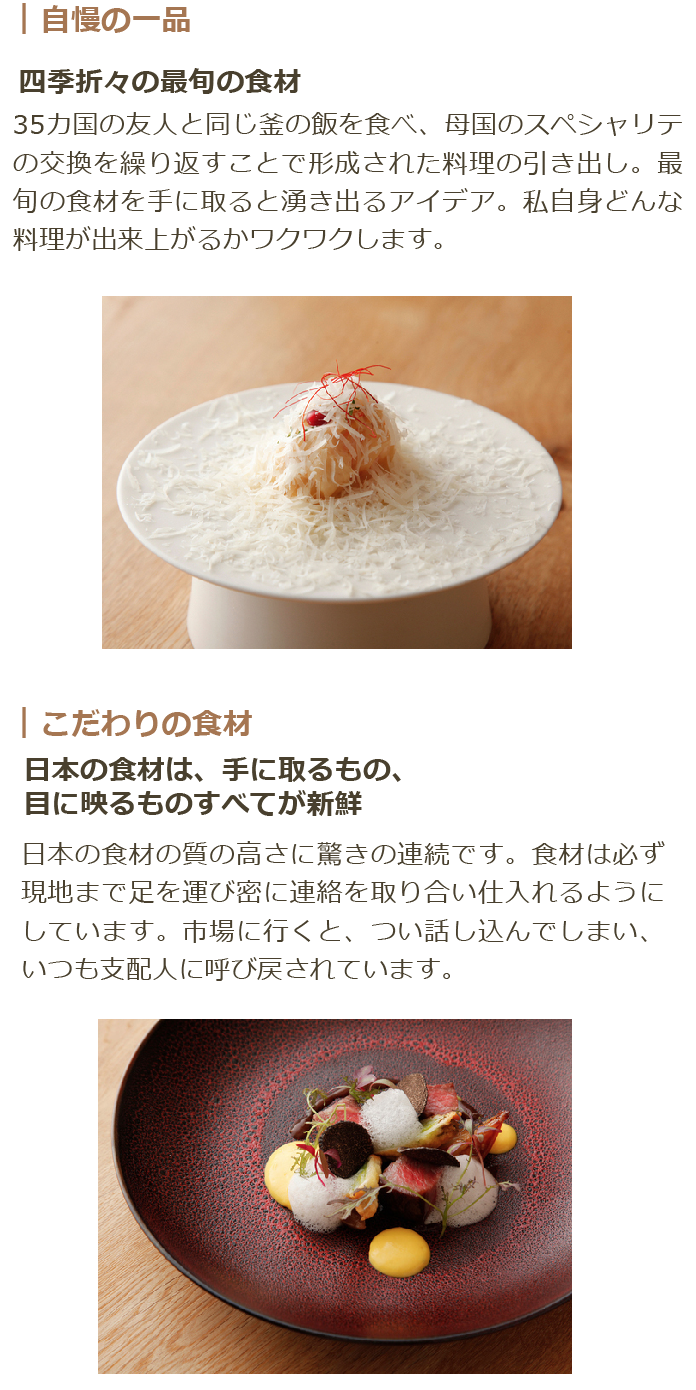 自慢の一品
四季折々の最旬の食材
35カ国の友人と同じ釜の飯を食べ、母国のスペシャリテ
の交換を繰り返すことで形成された料理の引き出し。最
旬の食材を手に取ると湧き出るアイデア。私自身どんな
料理が出来上がるかワクワクします。
こだわりの食材
日本の食材は、手に取るもの、
目に映るものすべてが新鮮
日本の食材の質の高さに驚きの連続です。食材は必ず
現地まで足を運び密に連絡を取り合い仕入れるように
しています。市場に行くと、つい話し込んでしまい、
いつも支配人に呼び戻されています。